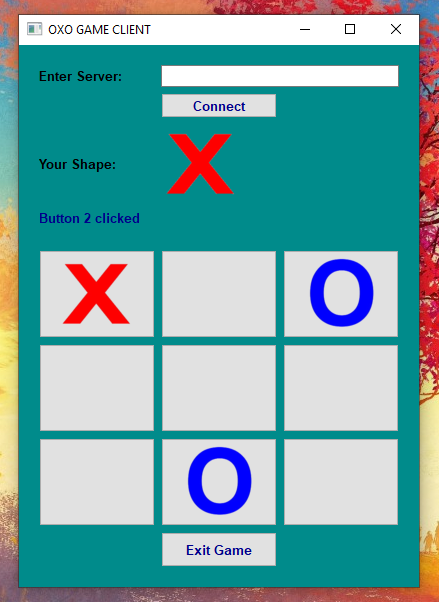 OXO GAME CLIENT
Enter Server:
Connect
Your Shape: X
Button 2 clicked
X O
O
Exit Game